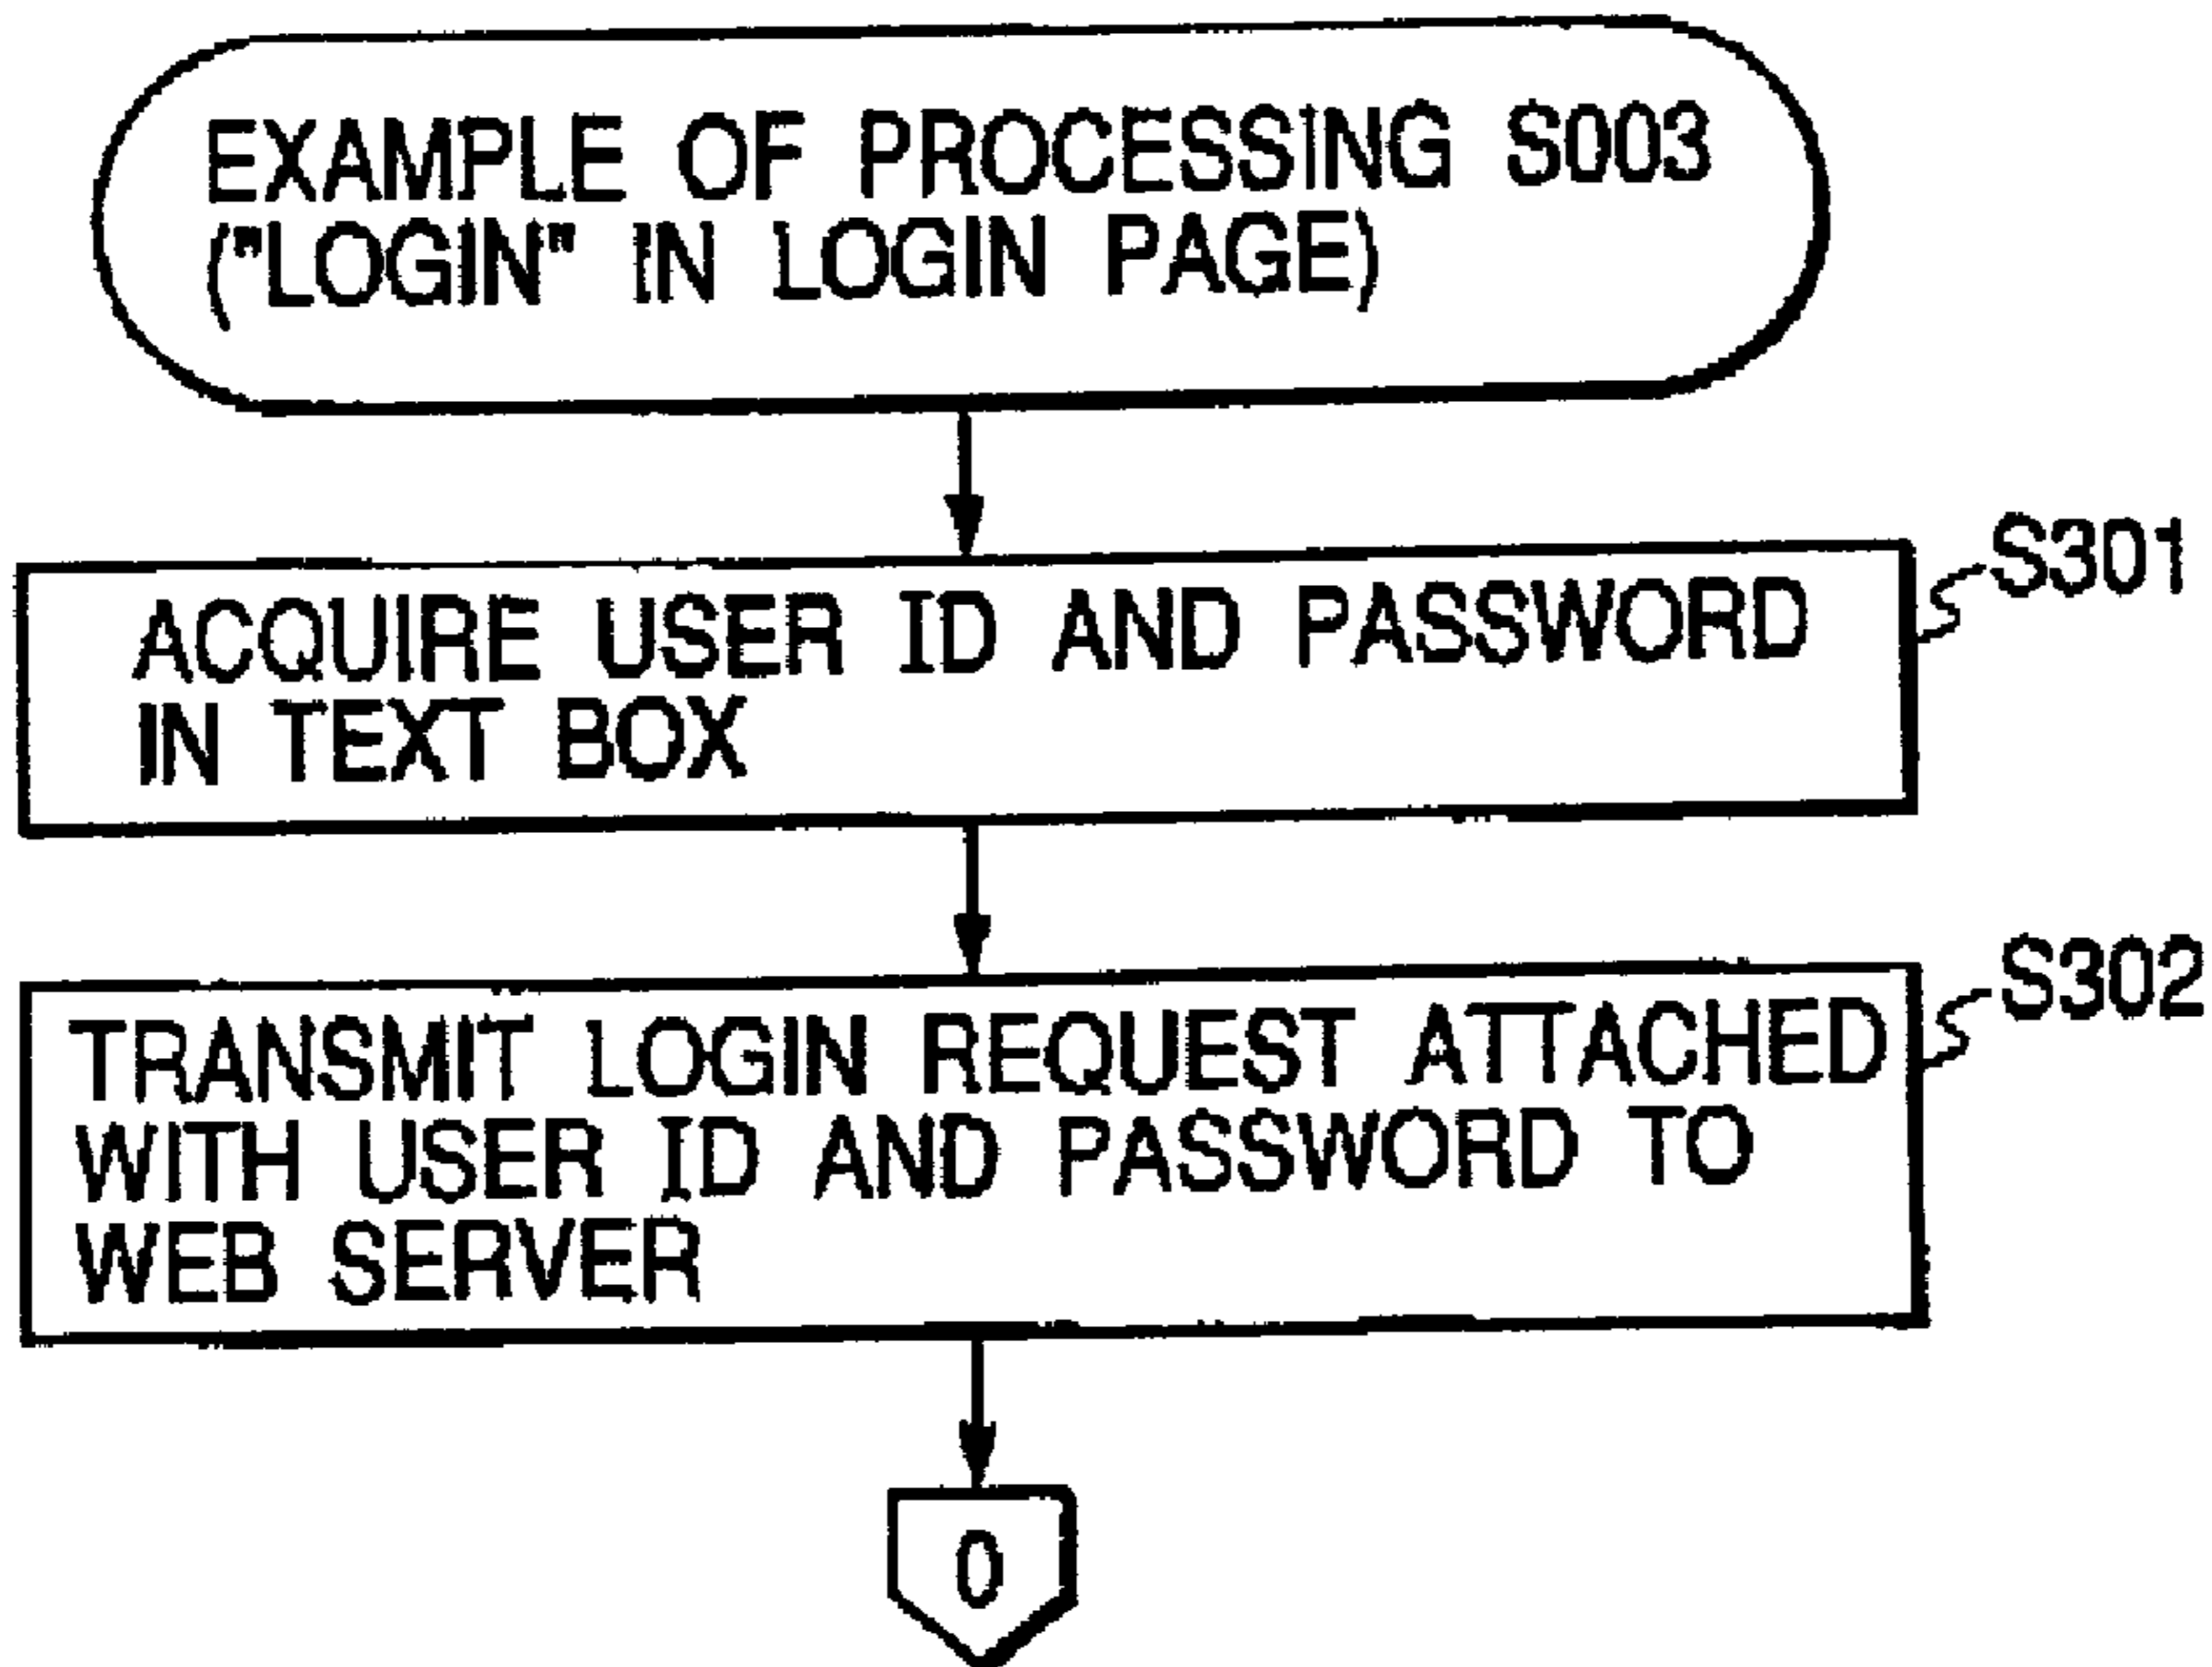 EXAMPLE OF PROCESSING S003
("LOGIN" IN LOGIN PAGE)
S301
ACQUIRE USER ID AND PASSWORD
IN TEXT BOX
S302
TRANSMIT LOGIN REQUEST ATTACHED
WITH USER ID AND PASSWORD TO
WEB SERVER
0